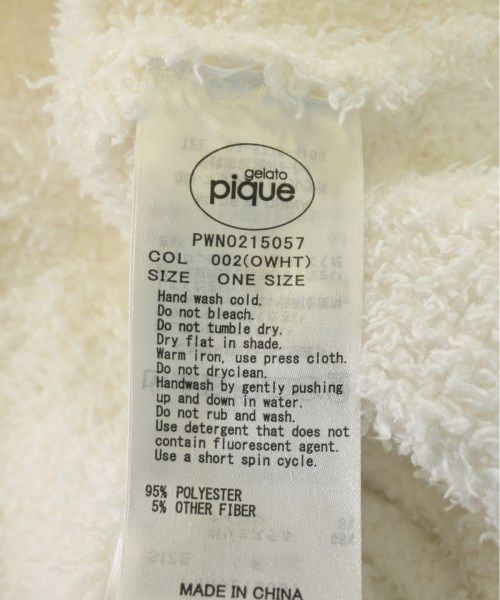 gelato
pique
PWNO215057
COL 002(OWHT)
SIZE ONE SIZE
Hand wash cold.
Do not bleach.
Do not tumble dry.
Dry flat in shade.
Warm iron, use press cloth.
Do not dryclean.
Handwash by gently pushing
up and down in water.
Do not rub and wash.
Use detergent that does not
contain fluorescent agent.
Use a short spin cycle.
95% POLYESTER
5% OTHER FIBER
MADE IN CHINA